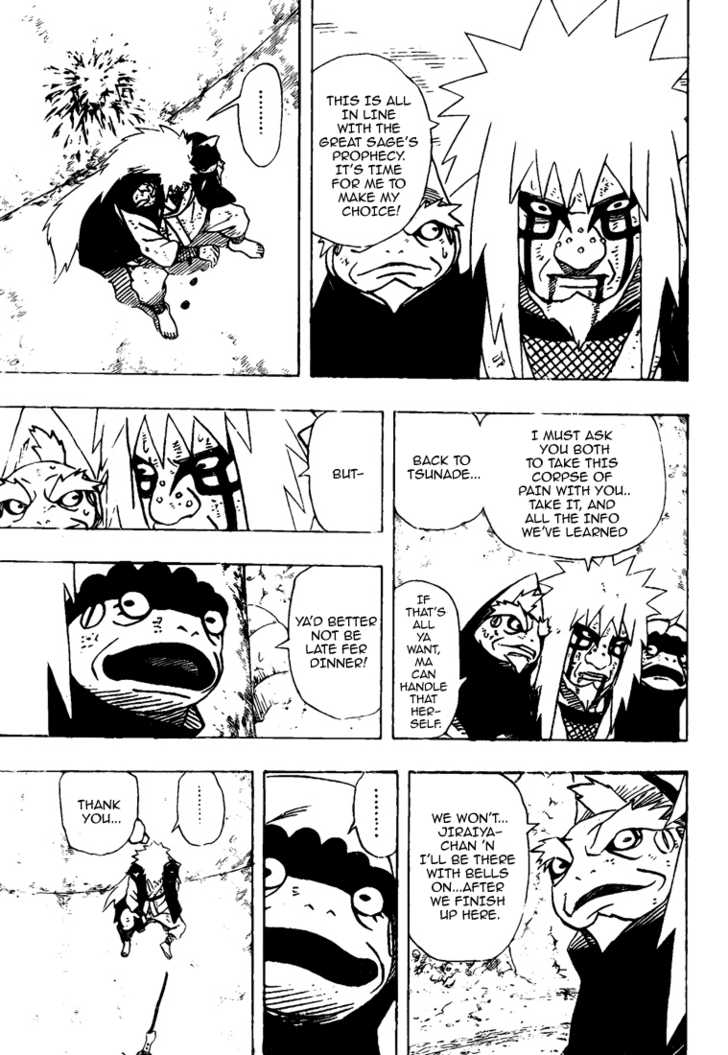 THIS IS ALL
IN LINE
WITH THE
GREAT SAGE'S
PROPHECY.
IT'S TIME
FOR ME TO
MAKE MY
CHOICE!
.........
I MUST ASK
YOU BOTH
TO TAKE THIS
CORPSE OF
PAIN WITH YOU..
TAKE IT, AND
ALL THE INFO
WE'VE LEARNED
BACK TO
TSUNADE...
IF
THAT'S
ALL
YA
WANT,
MA
CAN
HANDLE
THAT
HER-
SELF.
BUT-
YA'D BETTER
NOT BE
LATE FER
DINNER!
WE WON'T...
JIRAIYA-
CHAN 'N
I'LL BE THERE
WITH BELLS
ON...AFTER
WE FINISH
UP HERE.
.........
.........
THANK
YOU...